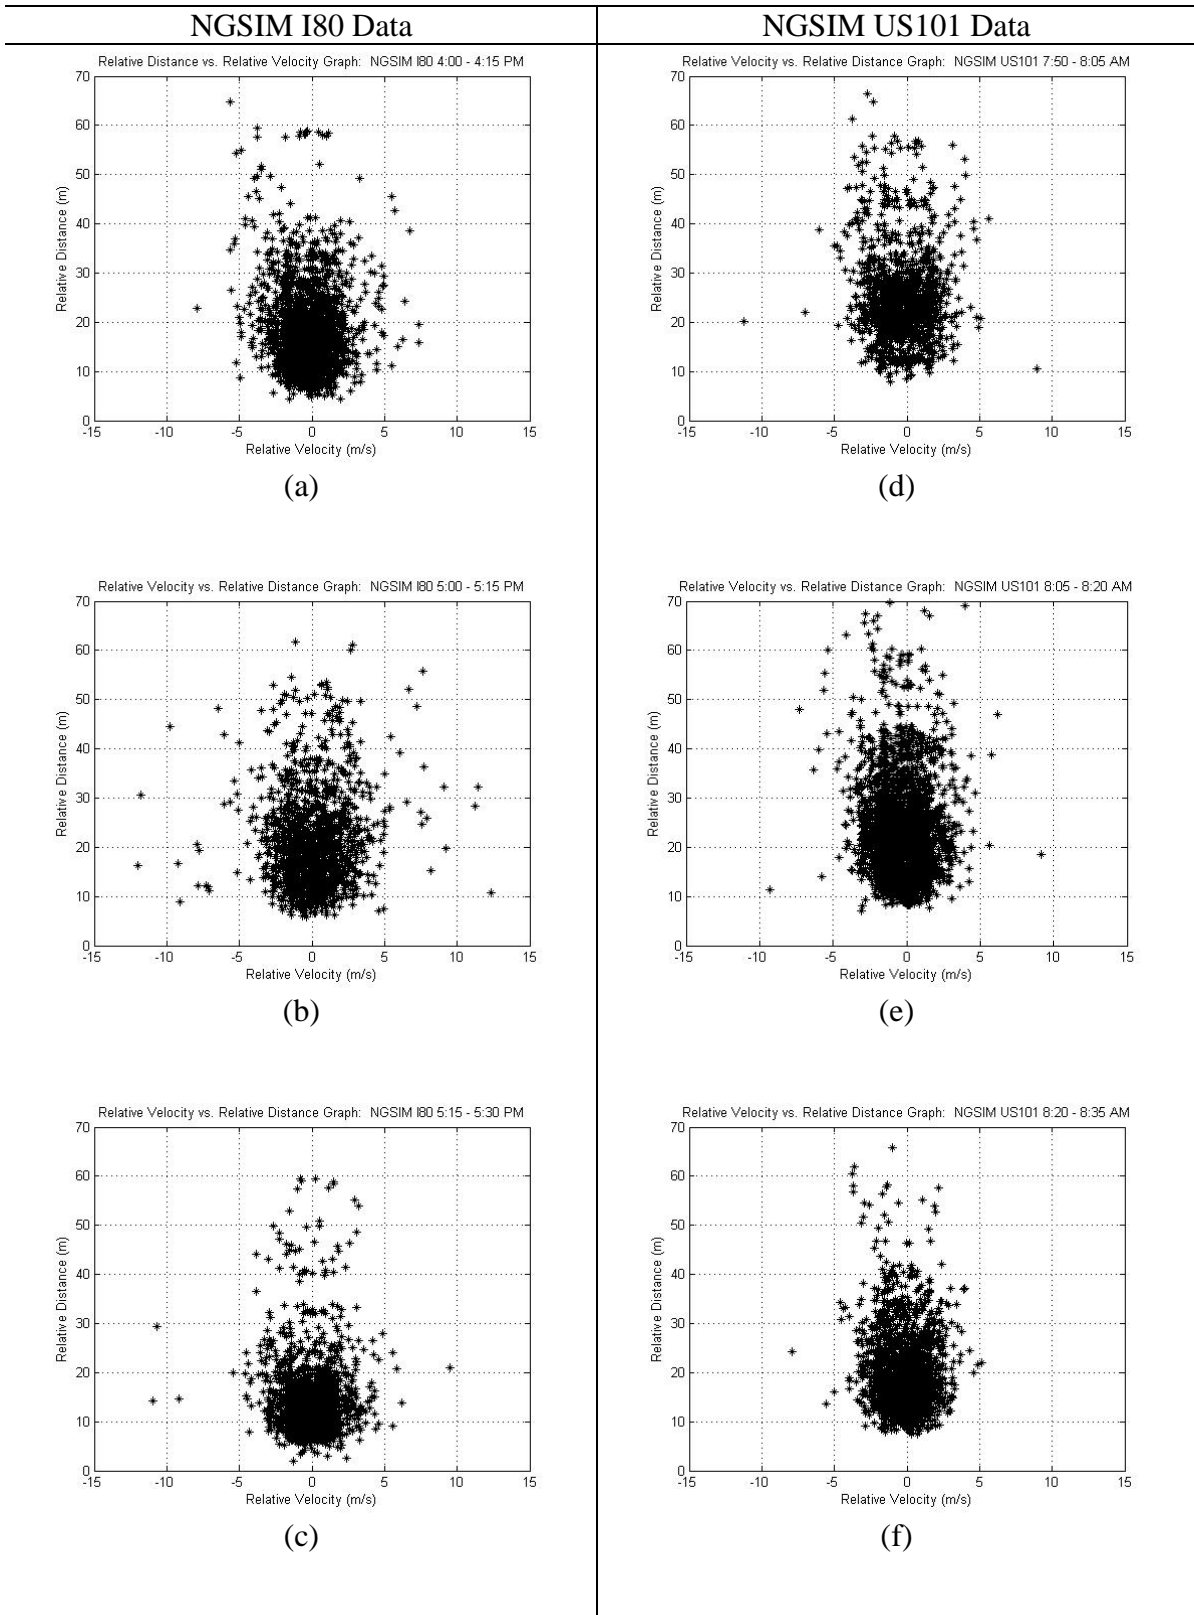 NGSIM I80 Data
NGSIM US101 Data
Relative Distance vs. Relative Velocity Graph: NGSIM I80 4:00 - 4:15 PM
70
60
50
40
30
20
10
0
Relative Distance (m)
-15 -10 -5 0 5 10 15
Relative Velocity (m/s)
(a)
Relative Velocity vs. Relative Distance Graph: NGSIM US101 7:50 - 8:05 AM
70
60
50
40
30
20
10
0
Relative Distance (m)
-15 -10 -5 0 5 10 15
Relative Velocity (m/s)
(d)
Relative Velocity vs. Relative Distance Graph: NGSIM I80 5:00 - 5:15 PM
70
60
50
40
30
20
10
0
Relative Distance (m)
-15 -10 -5 0 5 10 15
Relative Velocity (m/s)
(b)
Relative Velocity vs. Relative Distance Graph: NGSIM US101 8:05 - 8:20 AM
70
60
50
40
30
20
10
0
Relative Distance (m)
-15 -10 -5 0 5 10 15
Relative Velocity (m/s)
(e)
Relative Velocity vs. Relative Distance Graph: NGSIM I80 5:15 - 5:30 PM
70
60
50
40
30
20
10
0
Relative Distance (m)
-15 -10 -5 0 5 10 15
Relative Velocity (m/s)
(c)
Relative Velocity vs. Relative Distance Graph: NGSIM US101 8:20 - 8:35 AM
70
60
50
40
30
20
10
0
Relative Distance (m)
-15 -10 -5 0 5 10 15
Relative Velocity (m/s)
(f)